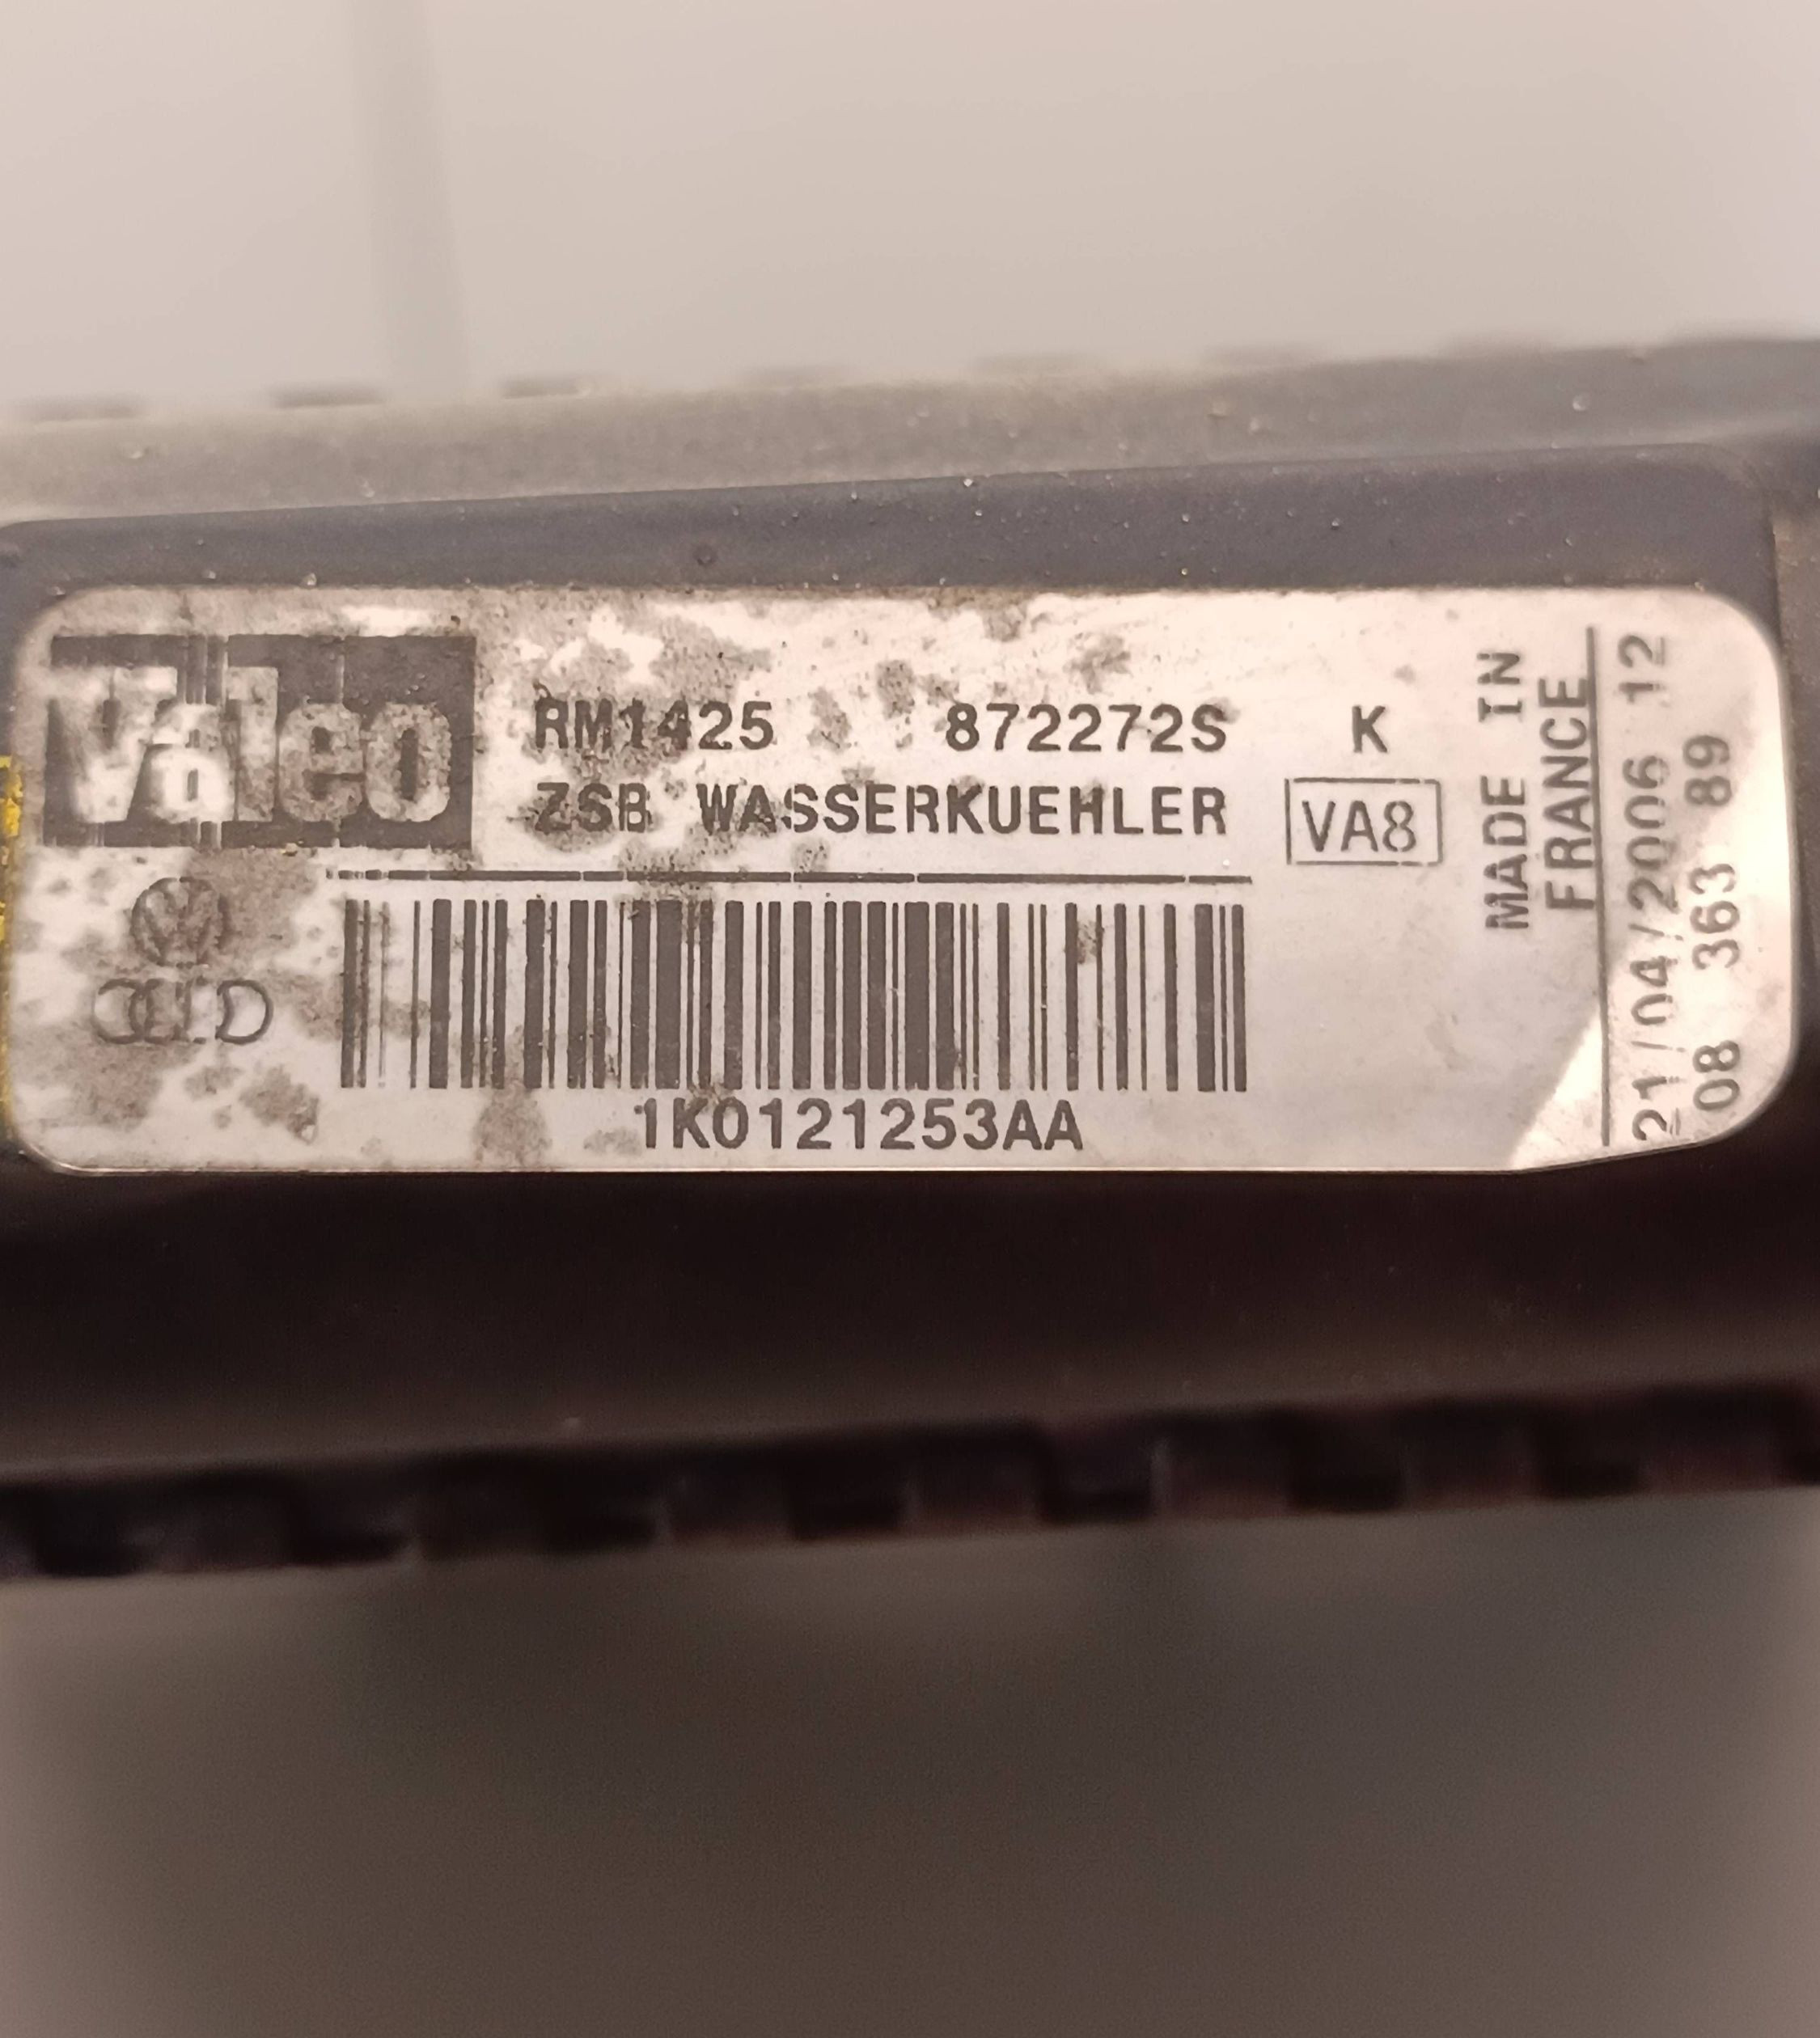 Valeo
RM1425 872272S K
ZSB WASSERKUEHLER VA8
1K0121253AA
MADE IN
FRANCE
21/04/2006 12
08 363 89